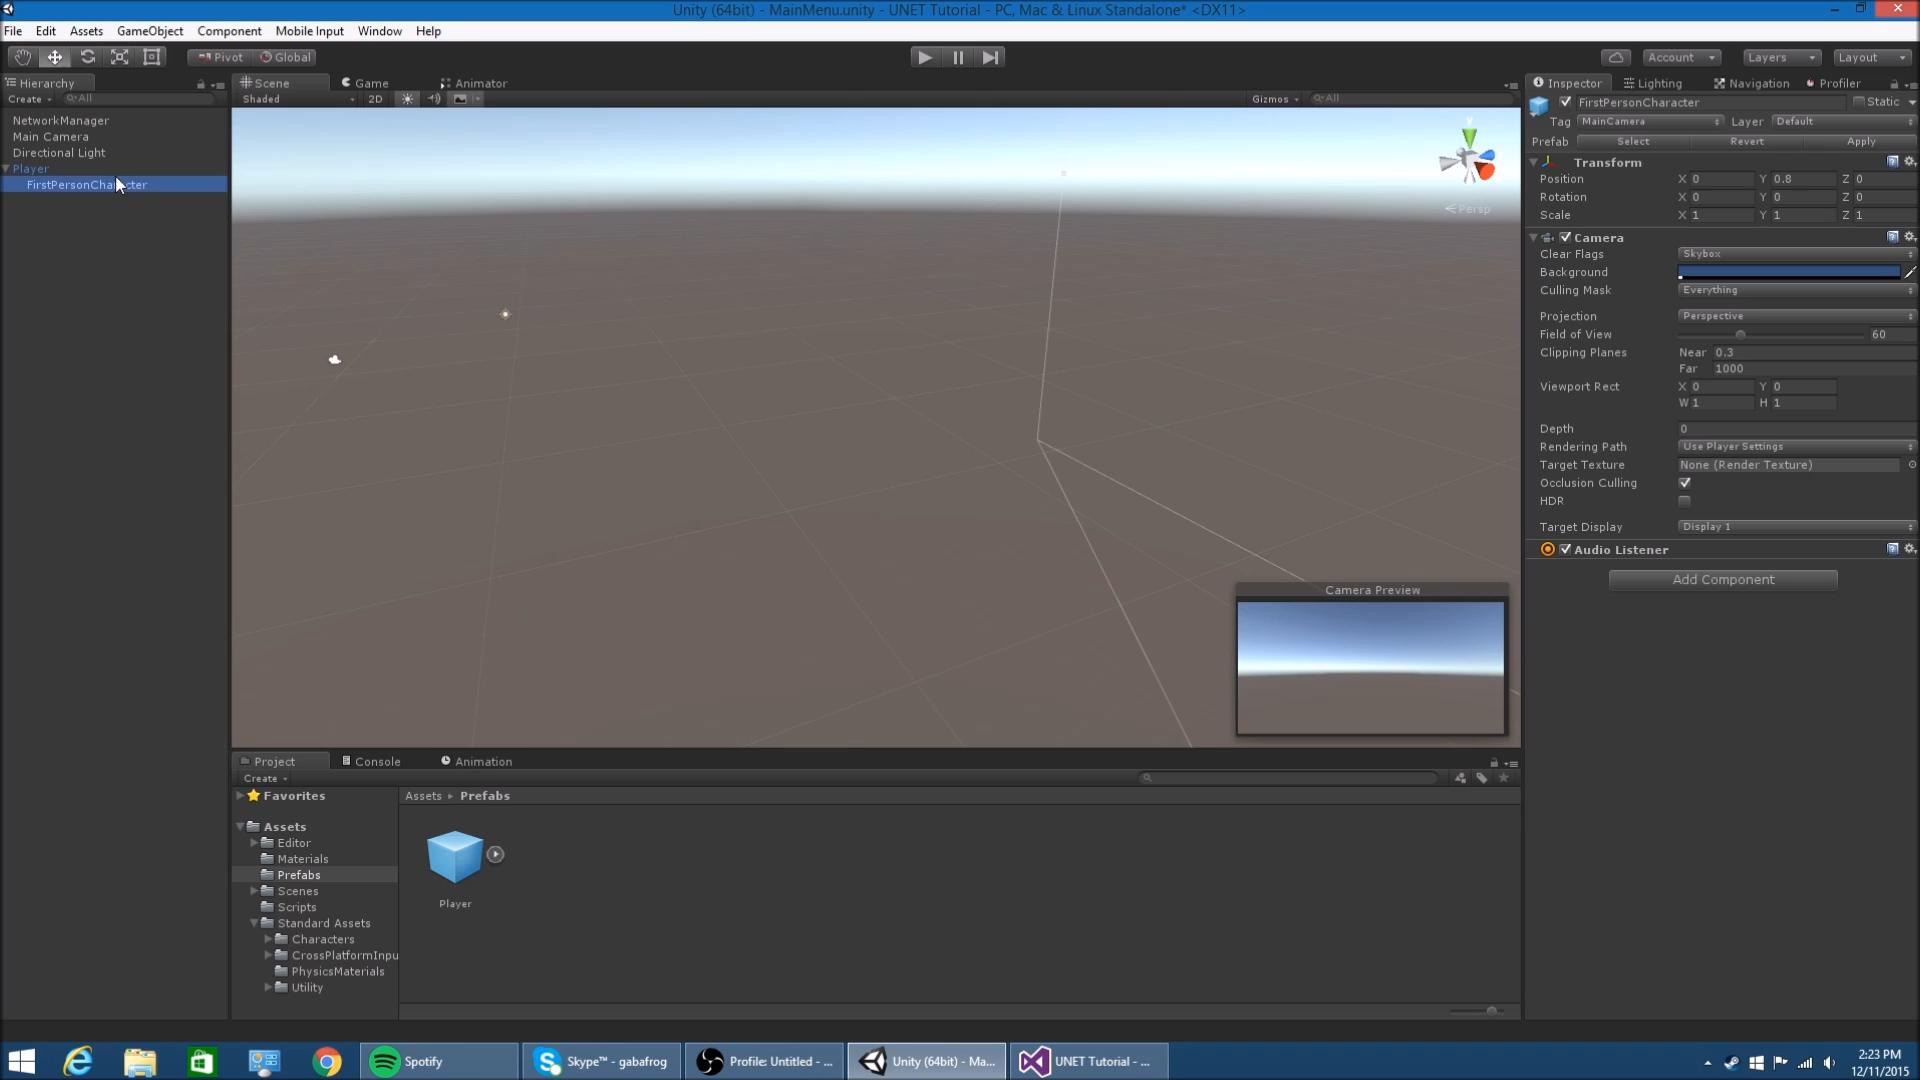 Unity (64bit) - MainMenu.unity - UNET Tutorial - PC, Mac & Linux Standalone* <DX11>
File Edit Assets GameObject Component Mobile Input Window Help
Pivot Global Account Layers Layout
Hierarchy
Create All
NetworkManager
Main Camera
Directional Light
Player
FirstPersonCharacter
Scene Game Animator
Shaded 2D Gizmos All
y
Persp
Camera Preview
Inspector Lighting Navigation Profiler
FirstPersonCharacter Static
Tag MainCamera Layer Default
Prefab Select Revert Apply
Transform
Position X 0 Y 0.8 Z 0
Rotation X 0 Y 0 Z 0
Scale X 1 Y 1 Z 1
Camera
Clear Flags Skybox
Background
Culling Mask Everything
Projection Perspective
Field of View 60
Clipping Planes Near 0.3
Far 1000
Viewport Rect X 0 Y 0
W 1 H 1
Depth 0
Rendering Path Use Player Settings
Target Texture None (Render Texture)
Occlusion Culling
HDR
Target Display Display 1
Audio Listener
Add Component
Project Console Animation
Create
Favorites
Assets
Editor
Materials
Prefabs
Scenes
Scripts
Standard Assets
Characters
CrossPlatformInpu
PhysicsMaterials
Utility
Assets Prefabs
Player
Spotify
Skype™ - gabafrog
Profile: Untitled - ...
Unity (64bit) - Ma...
UNET Tutorial - ...
2:23 PM
12/11/2015